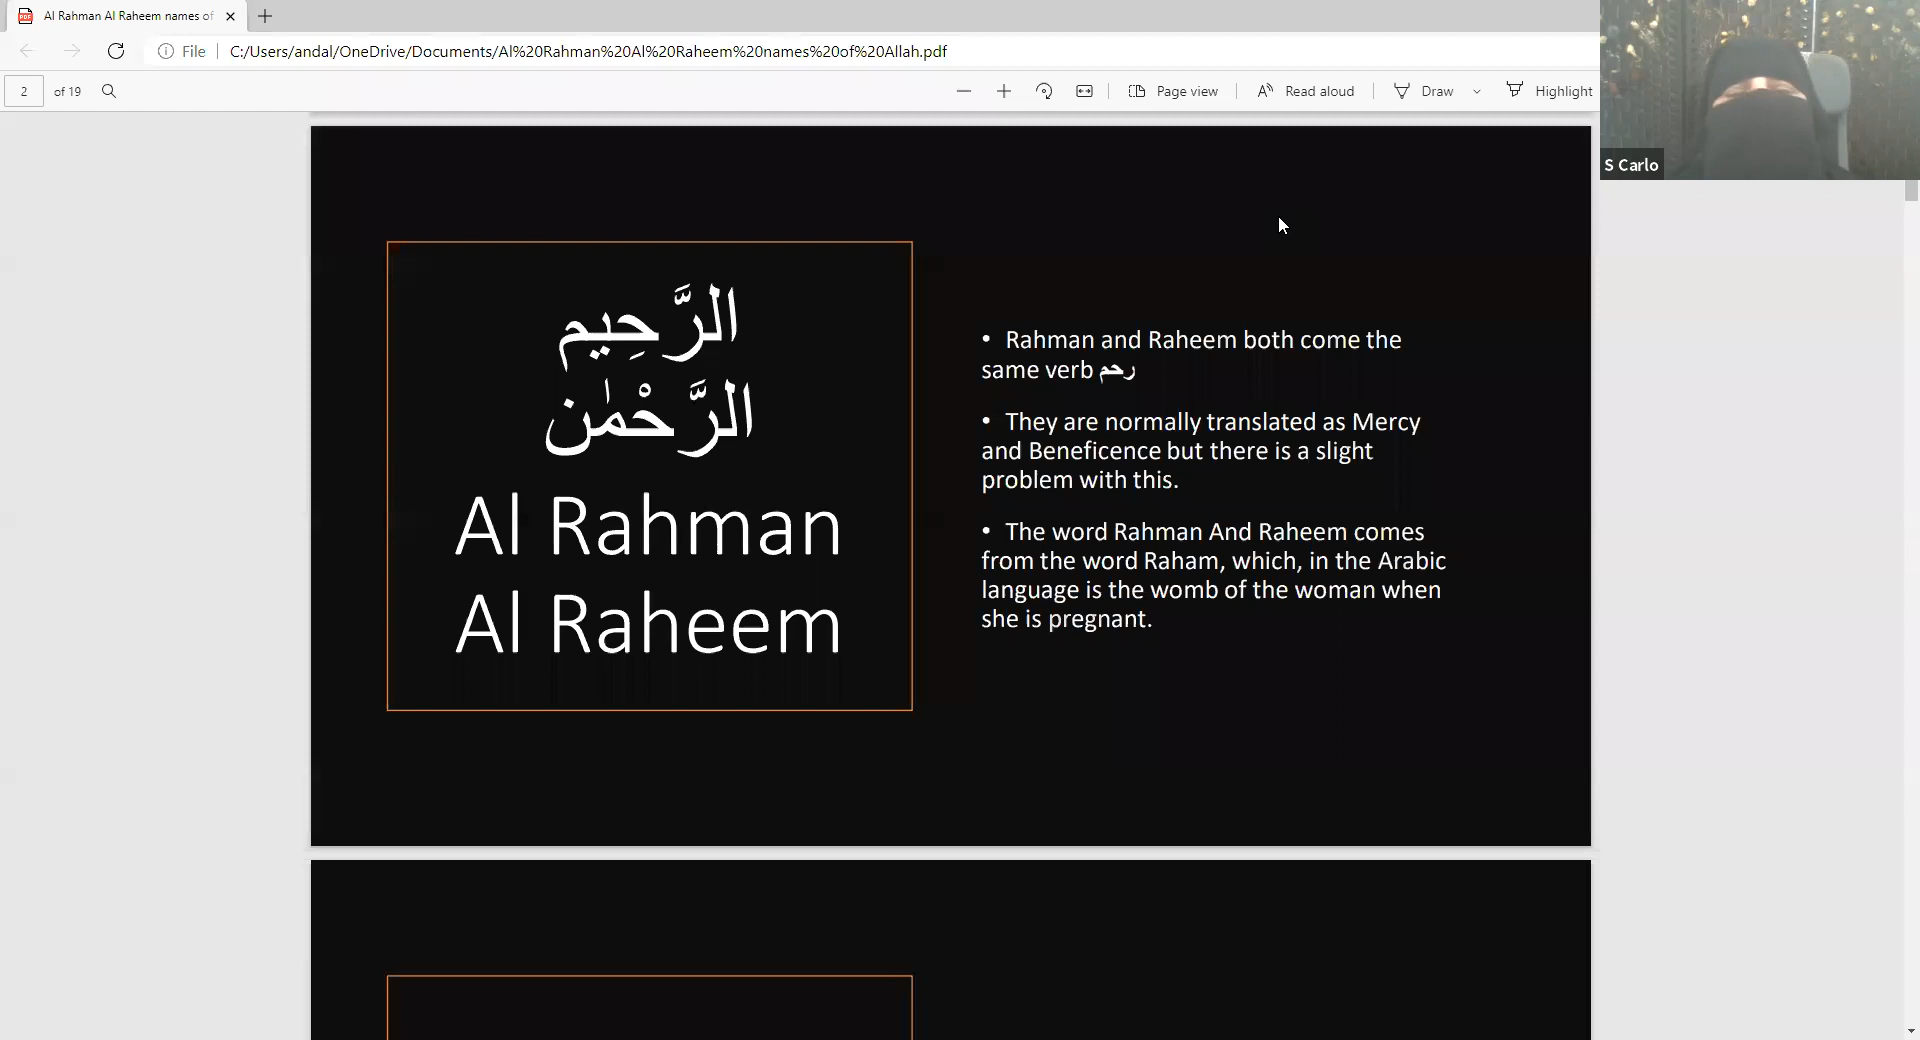 Al Rahman Al Raheem names of
File
C:/Users/andal/OneDrive/Documents/Al%20Rahman%20Al%20Raheem%20names%20of%20Allah.pdf
2 of 19
Page view
Read aloud
Draw
Highlight
S Carlo
الرَّحِيم
الرَّحْمٰن
Al Rahman
Al Raheem
• Rahman and Raheem both come the
same verb رحم
• They are normally translated as Mercy
and Beneficence but there is a slight
problem with this.
• The word Rahman And Raheem comes
from the word Raham, which, in the Arabic
language is the womb of the woman when
she is pregnant.